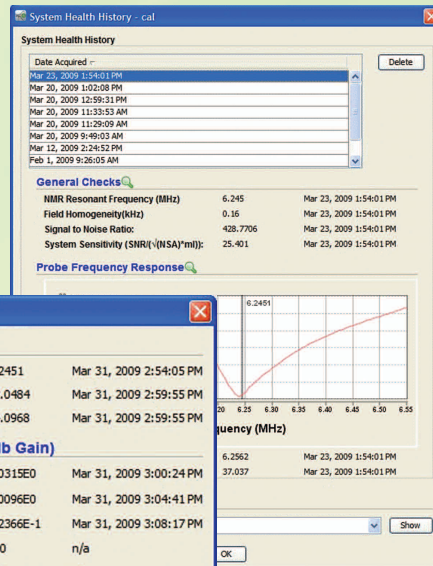 System Health History - cal
System Health History
Date Acquired
Delete
Mar 23, 2009 1:54:01 PM
Mar 20, 2009 1:02:08 PM
Mar 20, 2009 12:59:31 PM
Mar 20, 2009 11:33:53 AM
Mar 20, 2009 11:29:09 AM
Mar 20, 2009 9:49:03 AM
Mar 12, 2009 2:24:52 PM
Feb 1, 2009 9:26:05 AM
General Checks
NMR Resonant Frequency (MHz) 6.245 Mar 23, 2009 1:54:01 PM
Field Homogeneity(kHz) 0.16 Mar 23, 2009 1:54:01 PM
Signal to Noise Ratio: 428.7706 Mar 23, 2009 1:54:01 PM
System Sensitivity (SNR/(√(NSA)*ml)): 25.401 Mar 23, 2009 1:54:01 PM
Probe Frequency Response
6.2451
20 6.25 6.30 6.35 6.40 6.45 6.50 6.55
quency (MHz)
6.2562 Mar 23, 2009 1:54:01 PM
37.037 Mar 23, 2009 1:54:01 PM
Show
OK
2451 Mar 31, 2009 2:54:05 PM
.0484 Mar 31, 2009 2:59:55 PM
.0968 Mar 31, 2009 2:59:55 PM
lb Gain)
0315E0 Mar 31, 2009 3:00:24 PM
0096E0 Mar 31, 2009 3:04:41 PM
2366E-1 Mar 31, 2009 3:08:17 PM
0 n/a